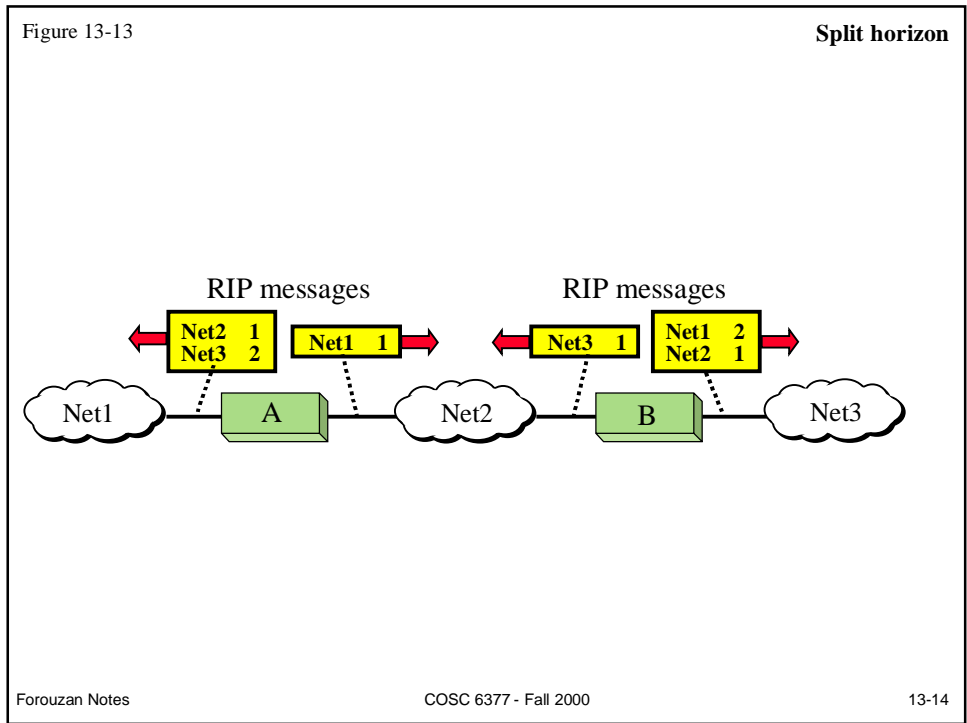 Figure 13-13
Split horizon
RIP messages
RIP messages
Net2 1
Net3 2
Net1 1
Net3 1
Net1 2
Net2 1
Net1
A
Net2
B
Net3
Forouzan Notes
COSC 6377 - Fall 2000
13-14